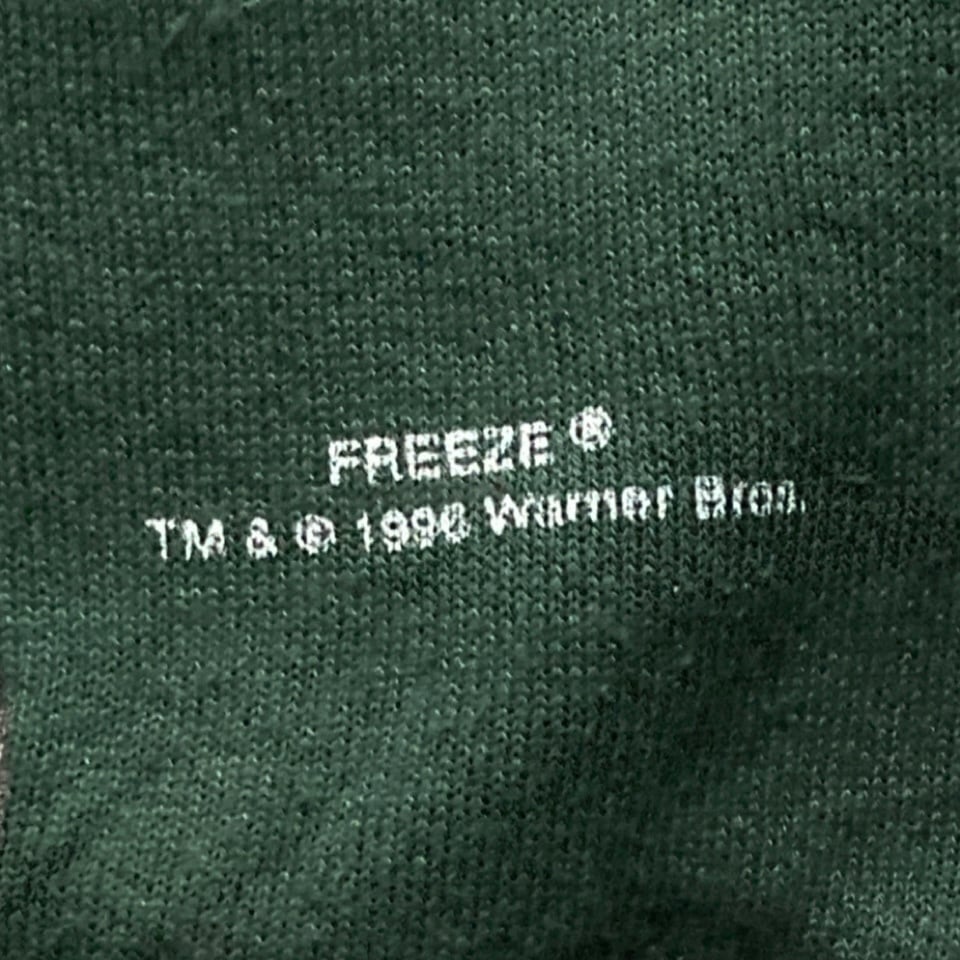 FREEZE ®
TM & © 1996 Warner Bros.